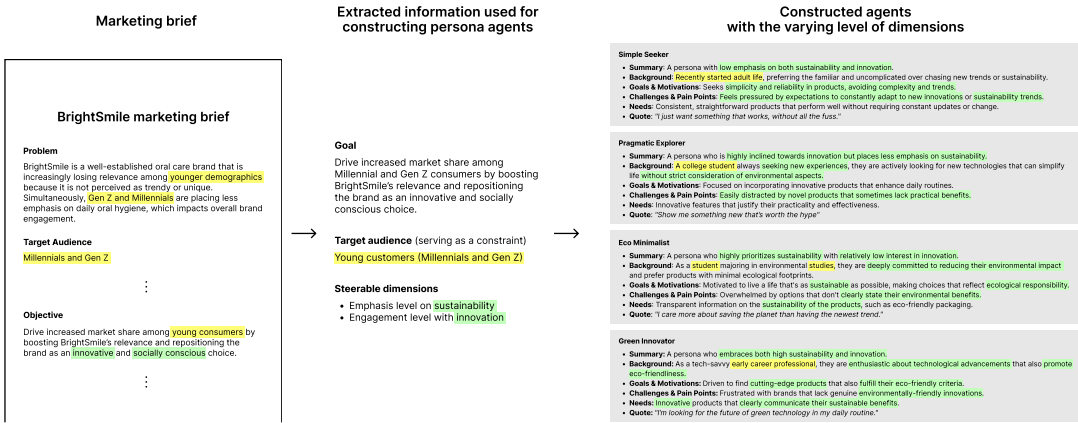 Marketing brief
BrightSmile marketing brief
Problem
BrightSmile is a well-established oral care brand that is
increasingly losing relevance among younger demographics
because it is not perceived as trendy or unique.
Simultaneously, Gen Z and Millennials are placing less
emphasis on daily oral hygiene, which impacts overall brand
engagement.
Target Audience
Millennials and Gen Z
⋮
Objective
Drive increased market share among young consumers by
boosting BrightSmile's relevance and repositioning the
brand as an innovative and socially conscious choice.
⋮
Extracted information used for
constructing persona agents
Goal
Drive increased market share among
Millennial and Gen Z consumers by boosting
BrightSmile's relevance and repositioning
the brand as an innovative and socially
conscious choice.
Target audience (serving as a constraint)
Young customers (Millennials and Gen Z)
Steerable dimensions
• Emphasis level on sustainability
• Engagement level with innovation
Constructed agents
with the varying level of dimensions
Simple Seeker
• Summary: A persona with low emphasis on both sustainability and innovation.
• Background: Recently started adult life, preferring the familiar and uncomplicated over chasing new trends or sustainability.
• Goals & Motivations: Seeks simplicity and reliability in products, avoiding complexity and trends.
• Challenges & Pain Points: Feels pressured by expectations to constantly adapt to new innovations or sustainability trends.
• Needs: Consistent, straightforward products that perform well without requiring constant updates or change.
• Quote: "I just want something that works, without all the fuss."
Pragmatic Explorer
• Summary: A persona who is highly inclined towards innovation but places less emphasis on sustainability.
• Background: A college student always seeking new experiences, they are actively looking for new technologies that can simplify
life without strict consideration of environmental aspects.
• Goals & Motivations: Focused on incorporating innovative products that enhance daily routines.
• Challenges & Pain Points: Easily distracted by novel products that sometimes lack practical benefits.
• Needs: Innovative features that justify their practicality and effectiveness.
• Quote: "Show me something new that's worth the hype"
Eco Minimalist
• Summary: A persona who highly prioritizes sustainability with relatively low interest in innovation.
• Background: As a student majoring in environmental studies, they are deeply committed to reducing their environmental impact
and prefer products with minimal ecological footprints.
• Goals & Motivations: Motivated to live a life that's as sustainable as possible, making choices that reflect ecological responsibility.
• Challenges & Pain Points: Overwhelmed by options that don't clearly state their environmental benefits.
• Needs: Transparent information on the sustainability of the products, such as eco-friendly packaging.
• Quote: "I care more about saving the planet than having the newest trend."
Green Innovator
• Summary: A persona who embraces both high sustainability and innovation.
• Background: As a tech-savvy early career professional, they are enthusiastic about technological advancements that also promote
eco-friendliness.
• Goals & Motivations: Driven to find cutting-edge products that also fulfill their eco-friendly criteria.
• Challenges & Pain Points: Frustrated with brands that lack genuine environmentally-friendly innovations.
• Needs: Innovative products that clearly communicate their sustainable benefits.
• Quote: "I'm looking for the future of green technology in my daily routine."